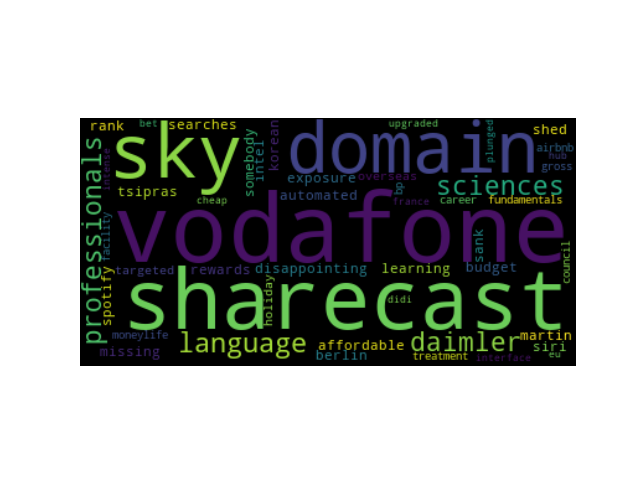 rank bet searches upgraded shed
sky domain
intense somebody intel korean plunged airbnb
hub
gross
tsipras exposure overseas sciences
automated bp
cheap france career fundamentals
professionals vodafone
facility sank council
targeted rewards disappointing learning budget
spotify sharecast
holiday didi
moneylife language affordable daimler martin
missing berlin treatment interface siri
eu